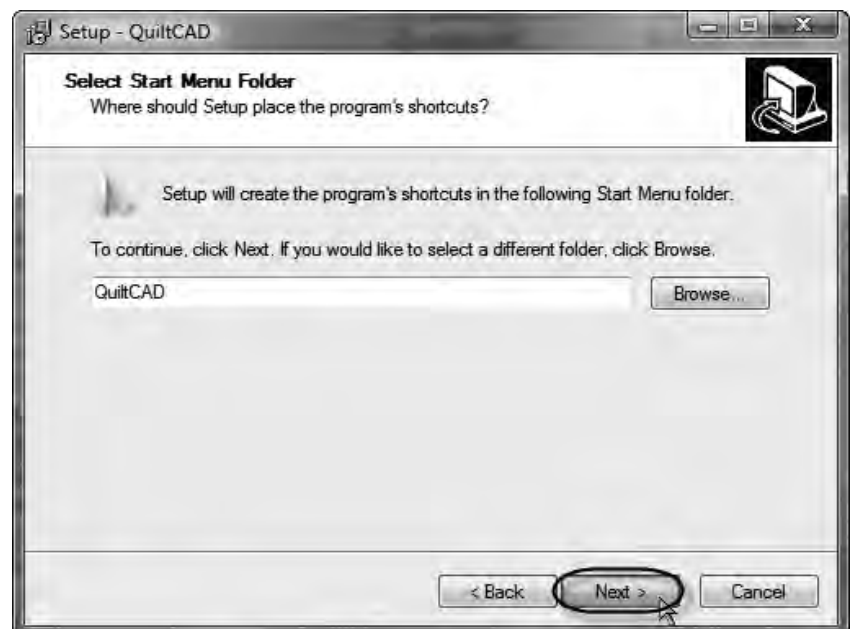 Setup - QuiltCAD
Select Start Menu Folder
Where should Setup place the program's shortcuts?
Setup will create the program's shortcuts in the following Start Menu folder.
To continue, click Next. If you would like to select a different folder, click Browse.
QuiltCAD Browse...
< Back Next > Cancel